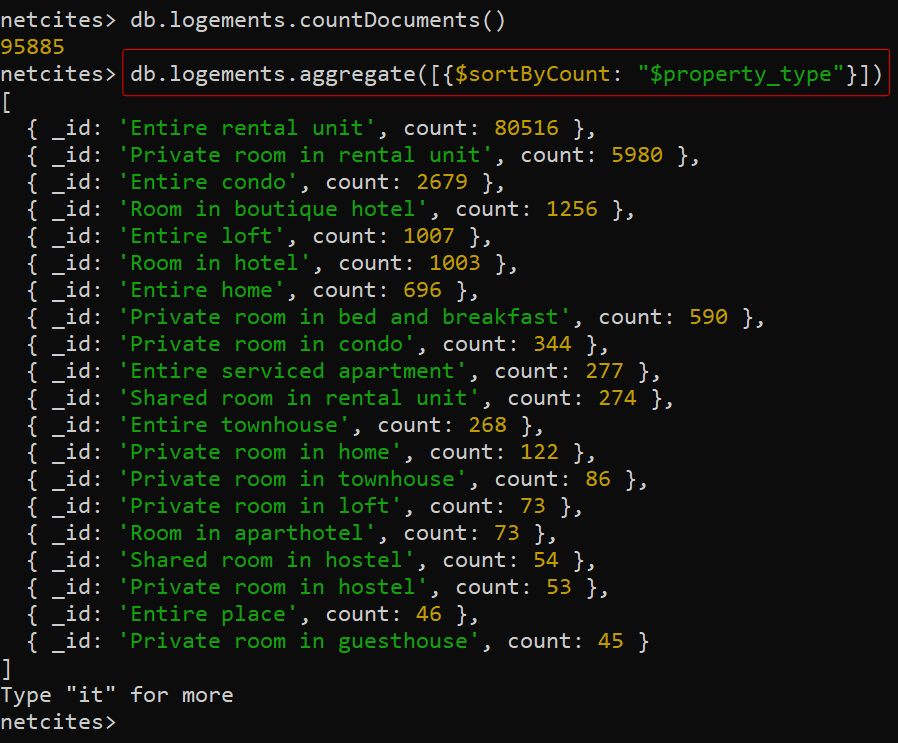 netcites> db.logements.countDocuments()
95885
netcites> db.logements.aggregate([{$sortByCount: "$property_type"}])
[
  { _id: 'Entire rental unit', count: 80516 },
  { _id: 'Private room in rental unit', count: 5980 },
  { _id: 'Entire condo', count: 2679 },
  { _id: 'Room in boutique hotel', count: 1256 },
  { _id: 'Entire loft', count: 1007 },
  { _id: 'Room in hotel', count: 1003 },
  { _id: 'Entire home', count: 696 },
  { _id: 'Private room in bed and breakfast', count: 590 },
  { _id: 'Private room in condo', count: 344 },
  { _id: 'Entire serviced apartment', count: 277 },
  { _id: 'Shared room in rental unit', count: 274 },
  { _id: 'Entire townhouse', count: 268 },
  { _id: 'Private room in home', count: 122 },
  { _id: 'Private room in townhouse', count: 86 },
  { _id: 'Private room in loft', count: 73 },
  { _id: 'Room in aparthotel', count: 73 },
  { _id: 'Shared room in hostel', count: 54 },
  { _id: 'Private room in hostel', count: 53 },
  { _id: 'Entire place', count: 46 },
  { _id: 'Private room in guesthouse', count: 45 }
]
Type "it" for more
netcites>